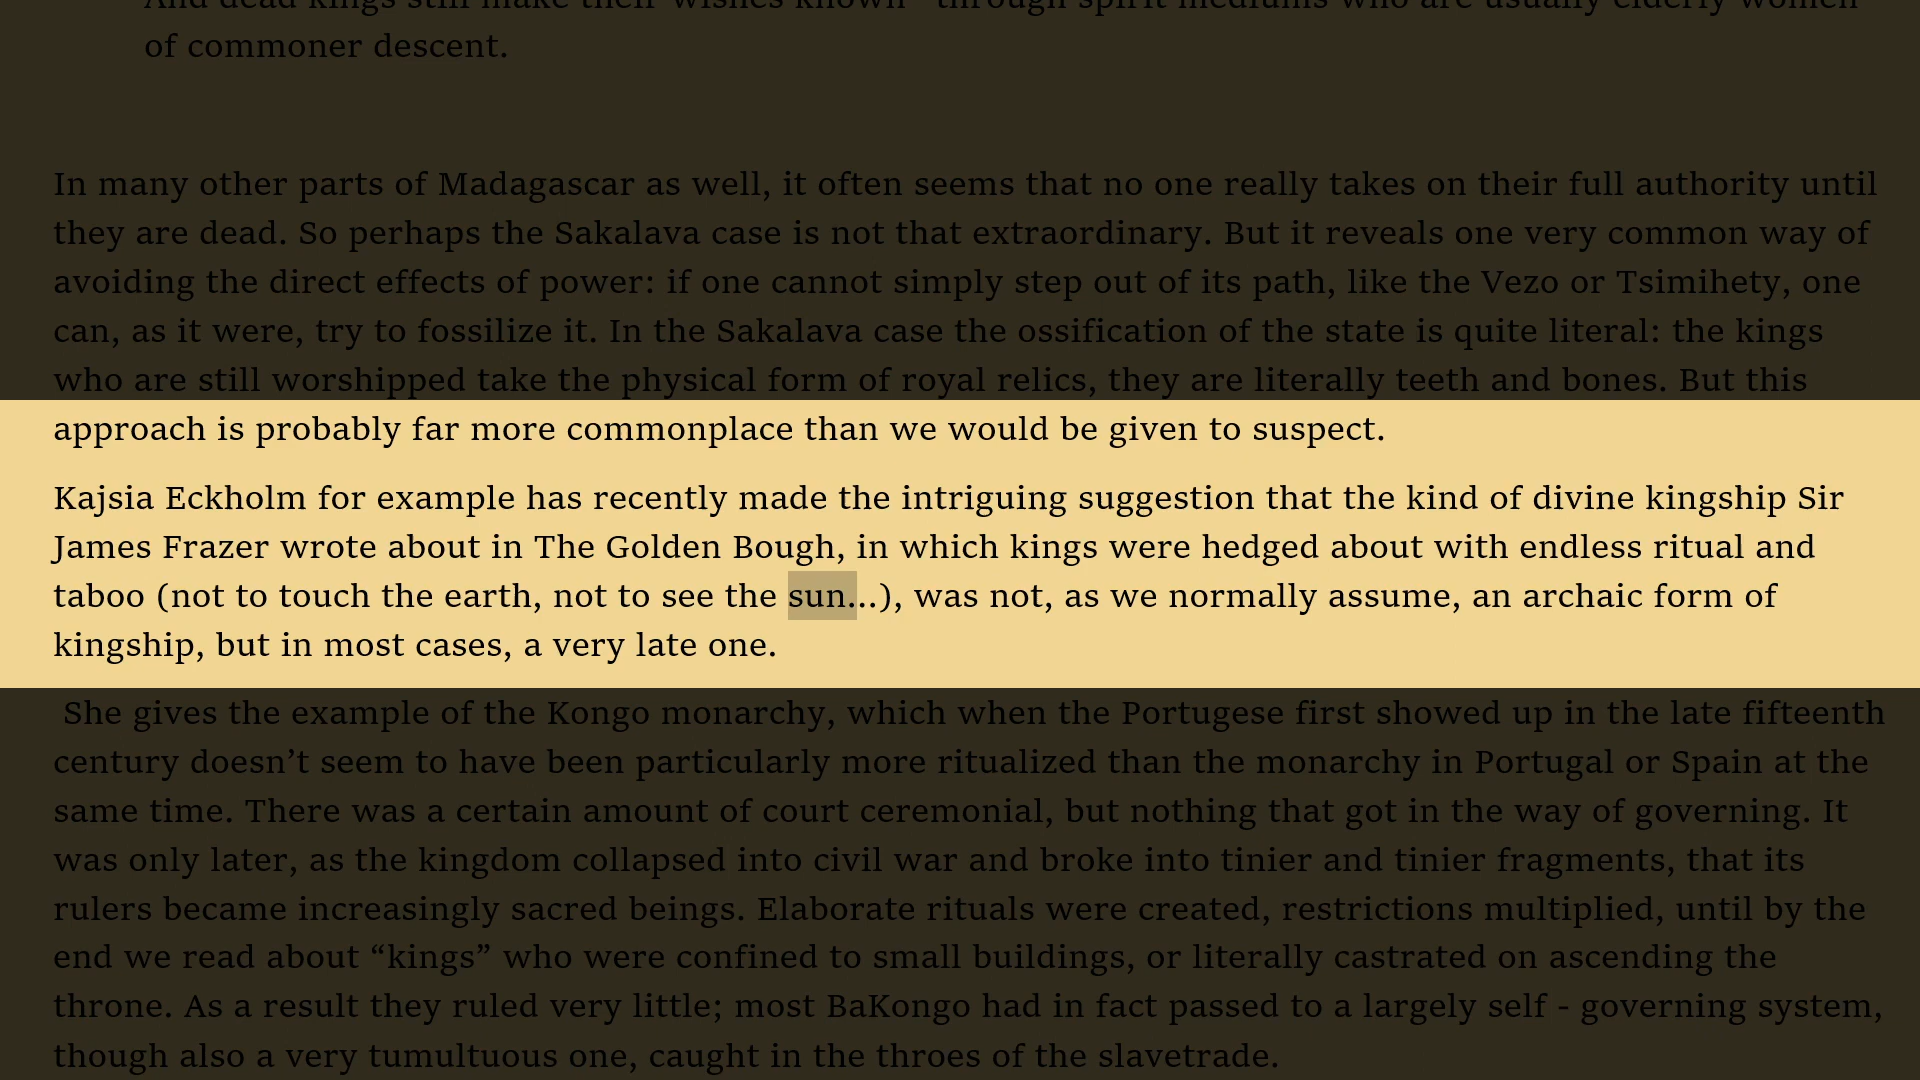 And dead kings still make their wishes known through spirit mediums who are usually elderly women
of commoner descent.
In many other parts of Madagascar as well, it often seems that no one really takes on their full authority until
they are dead. So perhaps the Sakalava case is not that extraordinary. But it reveals one very common way of
avoiding the direct effects of power: if one cannot simply step out of its path, like the Vezo or Tsimihety, one
can, as it were, try to fossilize it. In the Sakalava case the ossification of the state is quite literal: the kings
who are still worshipped take the physical form of royal relics, they are literally teeth and bones. But this
approach is probably far more commonplace than we would be given to suspect.
Kajsia Eckholm for example has recently made the intriguing suggestion that the kind of divine kingship Sir
James Frazer wrote about in The Golden Bough, in which kings were hedged about with endless ritual and
taboo (not to touch the earth, not to see the sun...), was not, as we normally assume, an archaic form of
kingship, but in most cases, a very late one.
She gives the example of the Kongo monarchy, which when the Portugese first showed up in the late fifteenth
century doesn’t seem to have been particularly more ritualized than the monarchy in Portugal or Spain at the
same time. There was a certain amount of court ceremonial, but nothing that got in the way of governing. It
was only later, as the kingdom collapsed into civil war and broke into tinier and tinier fragments, that its
rulers became increasingly sacred beings. Elaborate rituals were created, restrictions multiplied, until by the
end we read about “kings” who were confined to small buildings, or literally castrated on ascending the
throne. As a result they ruled very little; most BaKongo had in fact passed to a largely self - governing system,
though also a very tumultuous one, caught in the throes of the slavetrade.